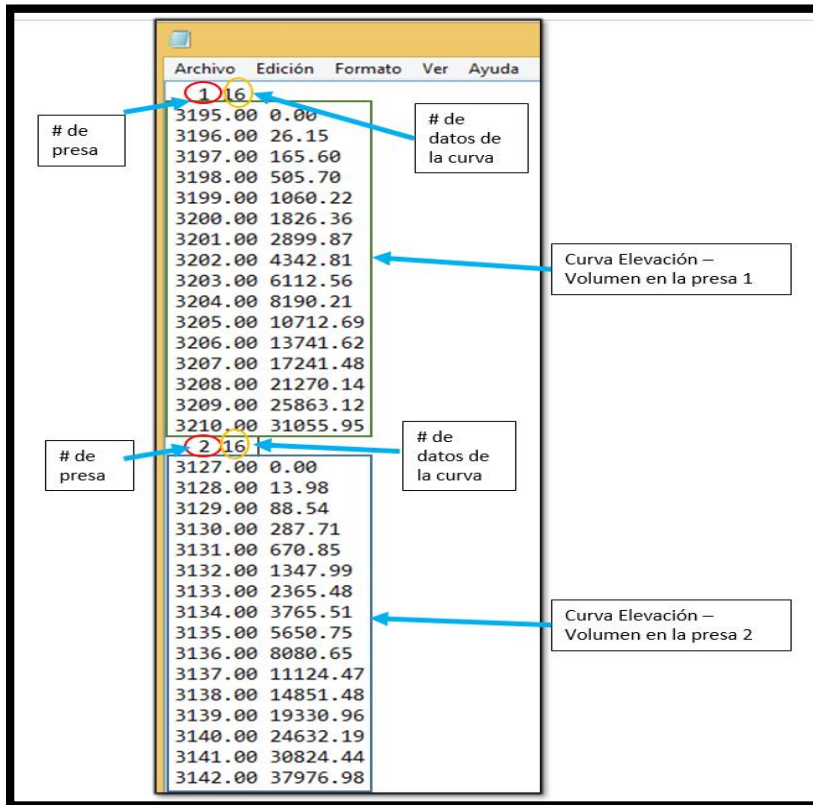 Archivo Edición Formato Ver Ayuda
1 16
3195.00 0.00
3196.00 26.15
3197.00 165.60
3198.00 505.70
3199.00 1060.22
3200.00 1826.36
3201.00 2899.87
3202.00 4342.81
3203.00 6112.56
3204.00 8190.21
3205.00 10712.69
3206.00 13741.62
3207.00 17241.48
3208.00 21270.14
3209.00 25863.12
3210.00 31055.95
2 16
3127.00 0.00
3128.00 13.98
3129.00 88.54
3130.00 287.71
3131.00 670.85
3132.00 1347.99
3133.00 2365.48
3134.00 3765.51
3135.00 5650.75
3136.00 8080.65
3137.00 11124.47
3138.00 14851.48
3139.00 19330.96
3140.00 24632.19
3141.00 30824.44
3142.00 37976.98
# de
presa
# de
datos de
la curva
Curva Elevación –
Volumen en la presa 1
# de
presa
# de
datos de
la curva
Curva Elevación –
Volumen en la presa 2